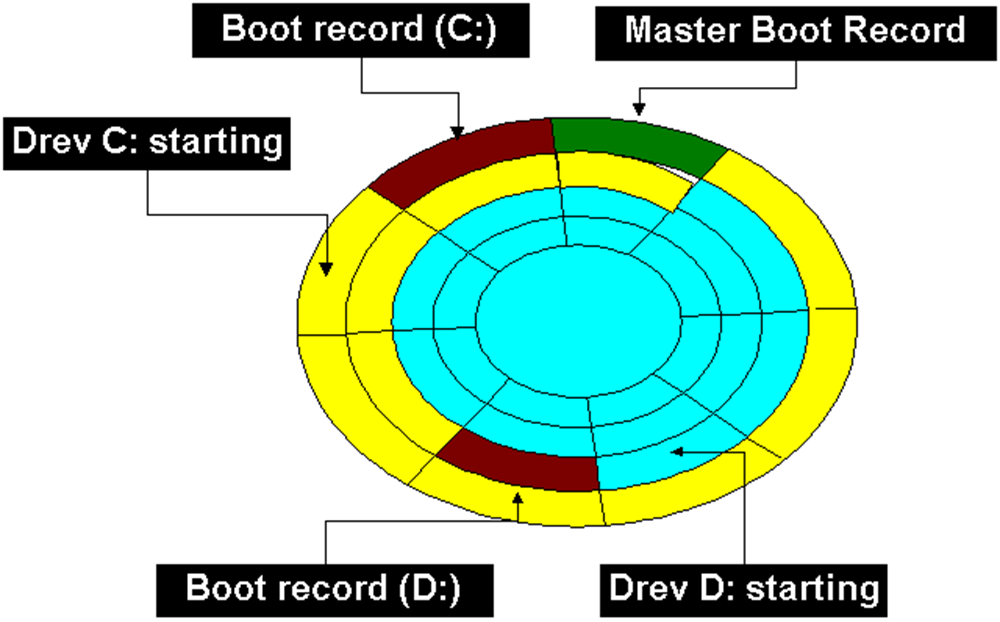 Boot record (C:)
Master Boot Record
Drev C: starting
Boot record (D:)
Drev D: starting